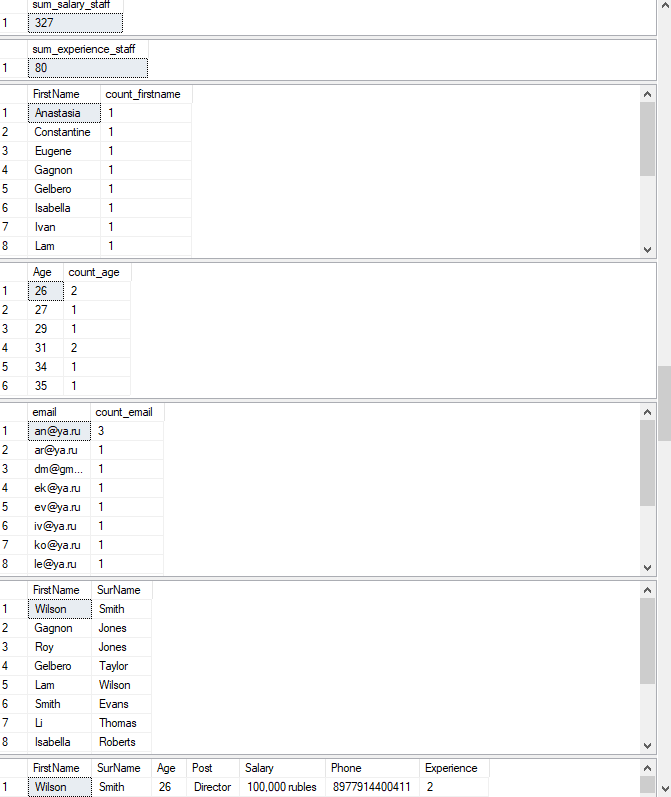 sum_salary_staff
1 327
sum_experience_staff
1 80
FirstName count_firstname
1 Anastasia 1
2 Constantine 1
3 Eugene 1
4 Gagnon 1
5 Gelbero 1
6 Isabella 1
7 Ivan 1
8 Lam 1
Age count_age
1 26 2
2 27 1
3 29 1
4 31 2
5 34 1
6 35 1
email count_email
1 an@ya.ru 3
2 ar@ya.ru 1
3 dm@gm... 1
4 ek@ya.ru 1
5 ev@ya.ru 1
6 iv@ya.ru 1
7 ko@ya.ru 1
8 le@ya.ru 1
FirstName SurName
1 Wilson Smith
2 Gagnon Jones
3 Roy Jones
4 Gelbero Taylor
5 Lam Wilson
6 Smith Evans
7 Li Thomas
8 Isabella Roberts
FirstName SurName Age Post Salary Phone Experience
1 Wilson Smith 26 Director 100,000 rubles 8977914400411 2